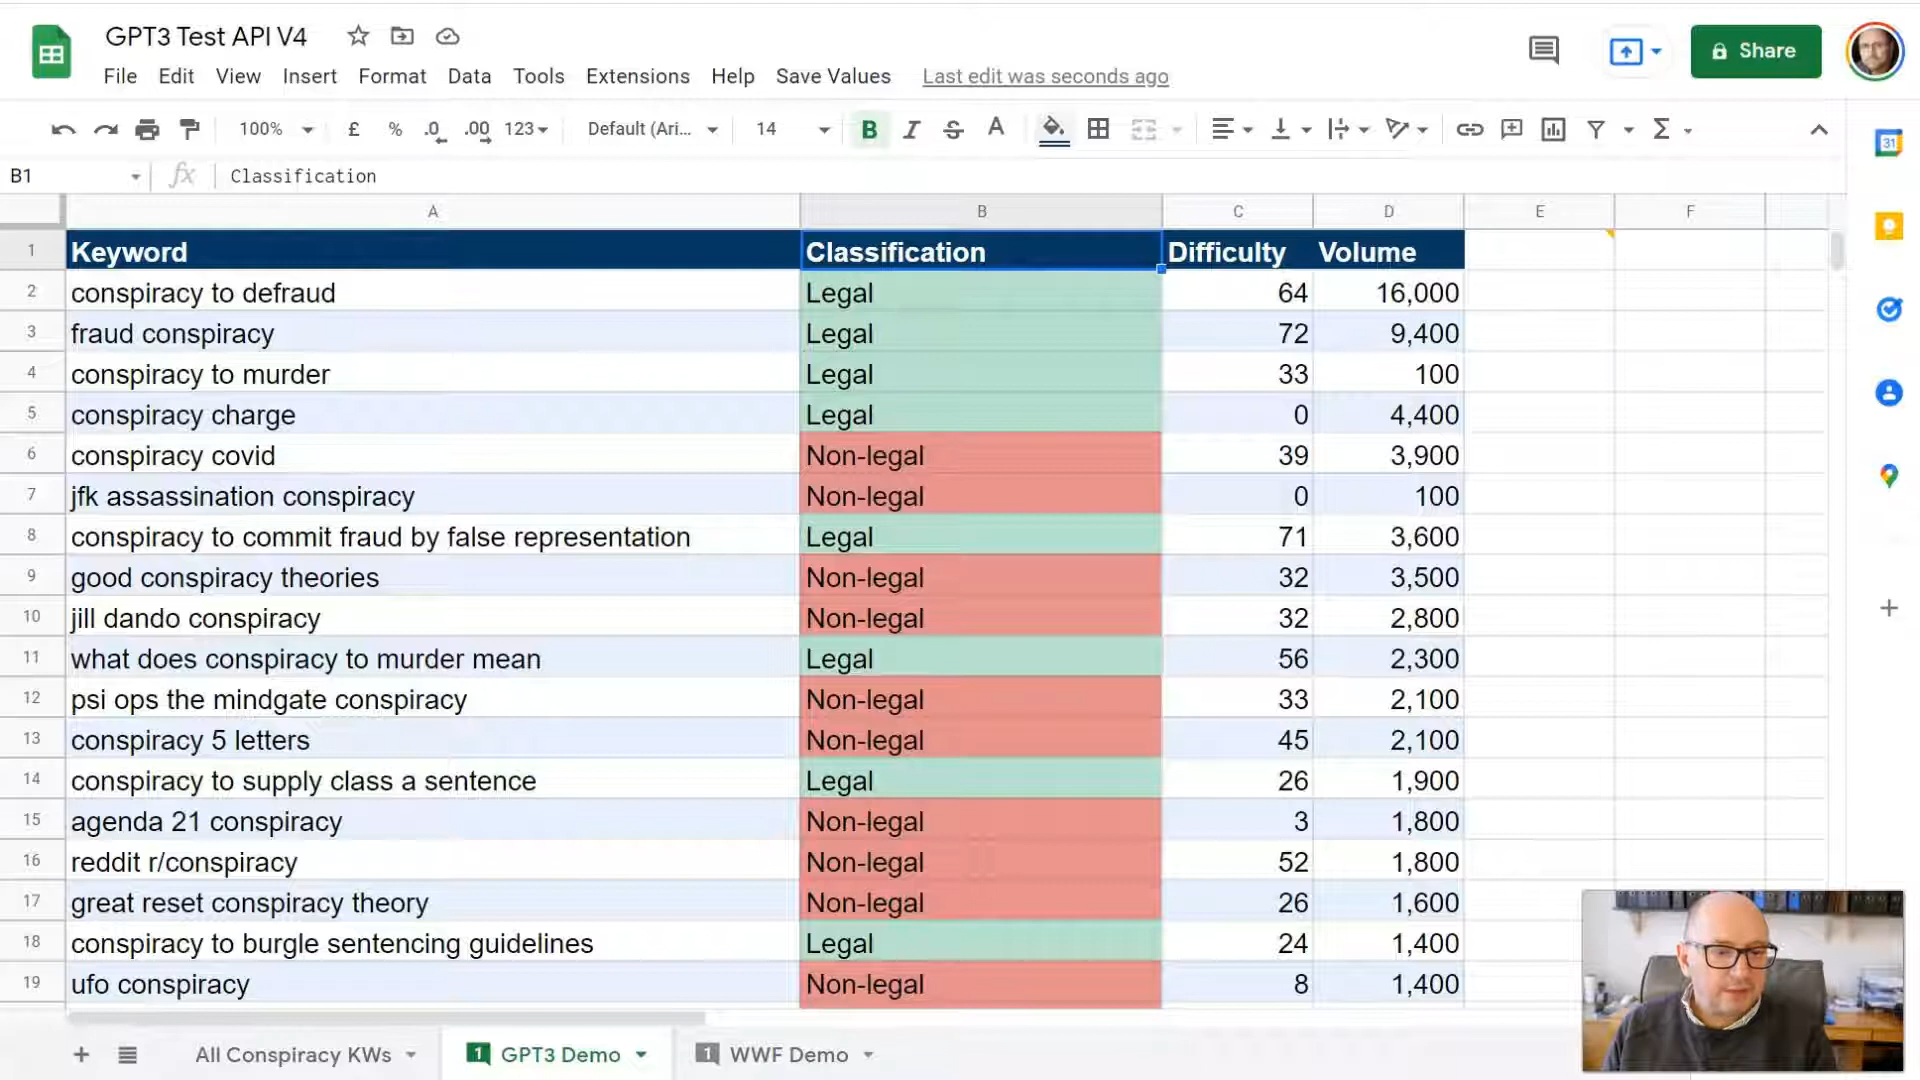 GPT3 Test API V4
File Edit View Insert Format Data Tools Extensions Help Save Values Last edit was seconds ago
Share
100% £ % .0 .00 123 Default (Ari... 14 B I S A Σ
31
B1 fx Classification
A B C D E F
1 Keyword Classification Difficulty Volume
2 conspiracy to defraud Legal 64 16,000
3 fraud conspiracy Legal 72 9,400
4 conspiracy to murder Legal 33 100
5 conspiracy charge Legal 0 4,400
6 conspiracy covid Non-legal 39 3,900
7 jfk assassination conspiracy Non-legal 0 100
8 conspiracy to commit fraud by false representation Legal 71 3,600
9 good conspiracy theories Non-legal 32 3,500
10 jill dando conspiracy Non-legal 32 2,800
11 what does conspiracy to murder mean Legal 56 2,300
12 psi ops the mindgate conspiracy Non-legal 33 2,100
13 conspiracy 5 letters Non-legal 45 2,100
14 conspiracy to supply class a sentence Legal 26 1,900
15 agenda 21 conspiracy Non-legal 3 1,800
16 reddit r/conspiracy Non-legal 52 1,800
17 great reset conspiracy theory Non-legal 26 1,600
18 conspiracy to burgle sentencing guidelines Legal 24 1,400
19 ufo conspiracy Non-legal 8 1,400
All Conspiracy KWs 1 GPT3 Demo 1 WWF Demo